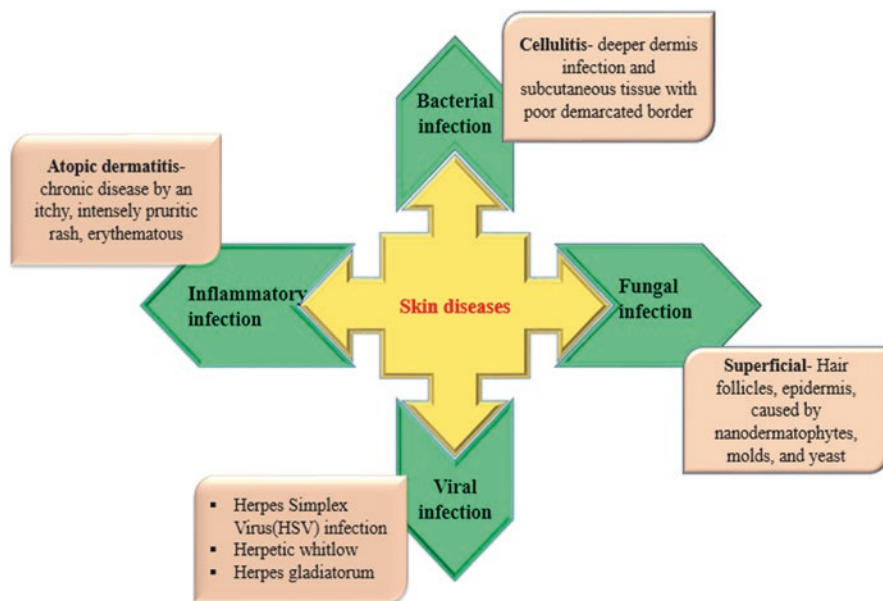 Cellulitis- deeper dermis
infection and
subcutaneous tissue with
poor demarcated border
Bacterial
infection
Atopic dermatitis-
chronic disease by an
itchy, intensely pruritic
rash, erythematous
Inflammatory
infection
Skin diseases
Fungal
infection
Superficial- Hair
follicles, epidermis,
caused by
nanodermatophytes,
molds, and yeast
Viral
infection
▪ Herpes Simplex
Virus(HSV) infection
▪ Herpetic whitlow
▪ Herpes gladiatorum